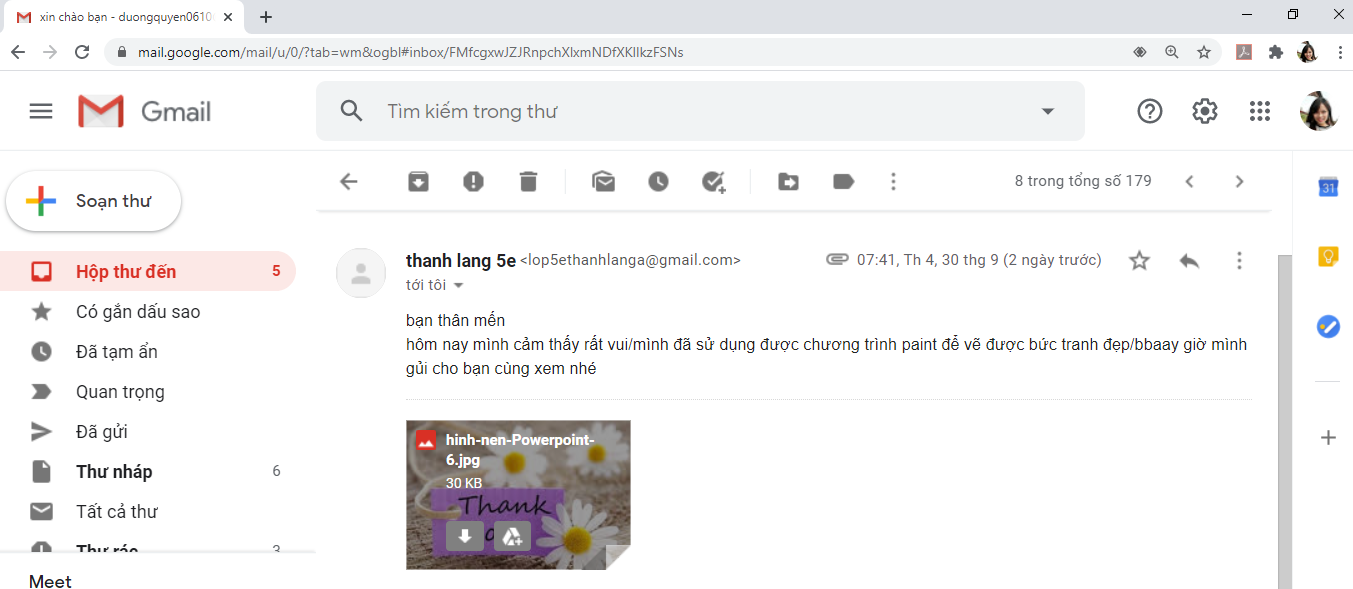 xin chào bạn - duongquyen0610
mail.google.com/mail/u/0/?tab=wm&ogbl#inbox/FMfcgxwJZJRnpchXlxmNDfXKllkzFSNs
Gmail
Tìm kiếm trong thư
Soạn thư
8 trong tổng số 179
31
Hộp thư đến 5
Có gắn dấu sao
Đã tạm ẩn
Quan trọng
Đã gửi
Thư nháp 6
Tất cả thư
Thư rác 3
Meet
thanh lang 5e <lop5ethanhlanga@gmail.com> 07:41, Th 4, 30 thg 9 (2 ngày trước)
tới tôi
bạn thân mến
hôm nay mình cảm thấy rất vui/mình đã sử dụng được chương trình paint để vẽ được bức tranh đẹp/bbaay giờ mình
gủi cho bạn cùng xem nhé
hinh-nen-Powerpoint-
6.jpg
30 KB
Thank